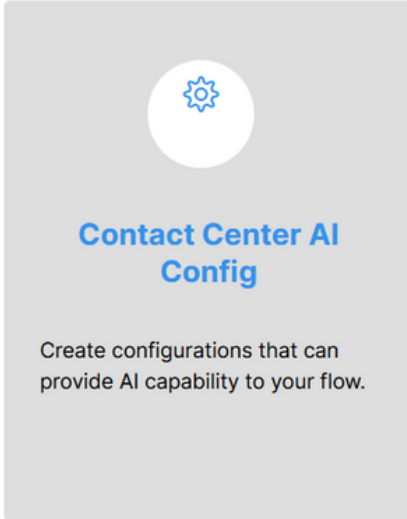 Contact Center AI
Config
Create configurations that can
provide AI capability to your flow.